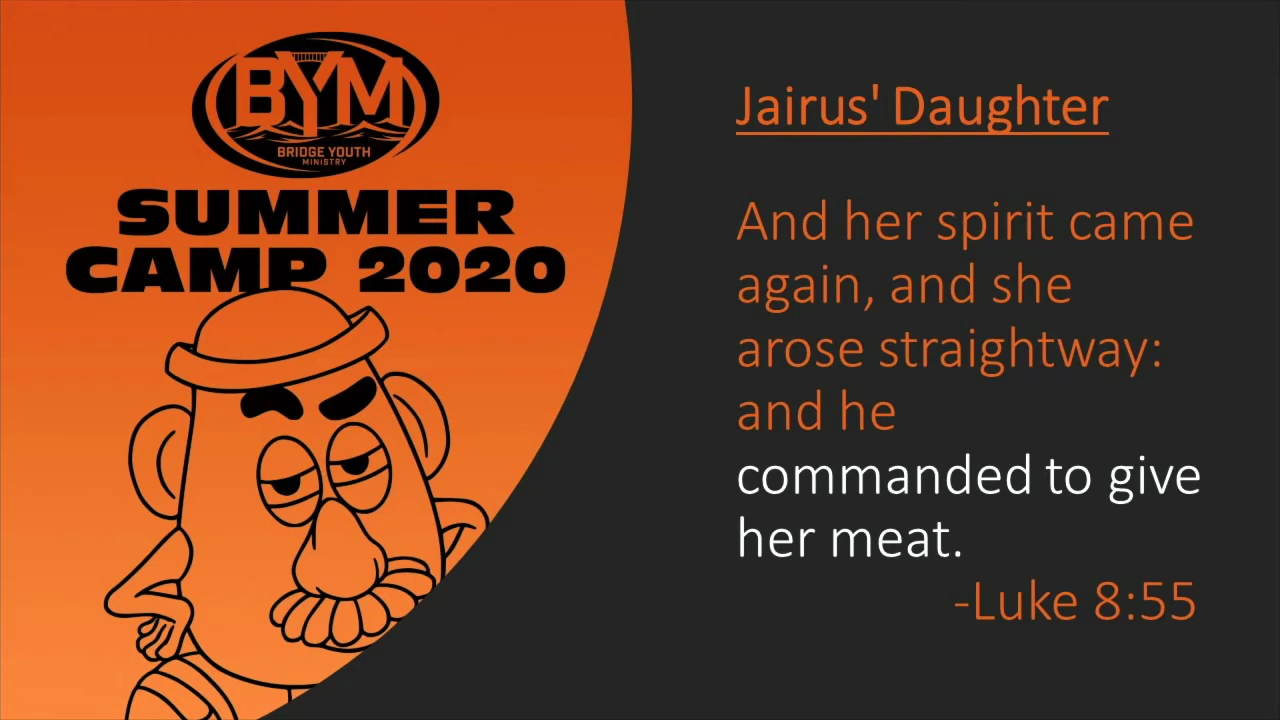 BYM
BRIDGE YOUTH
MINISTRY
SUMMER
CAMP 2020
Jairus' Daughter
And her spirit came
again, and she
arose straightway:
and he
commanded to give
her meat.
-Luke 8:55